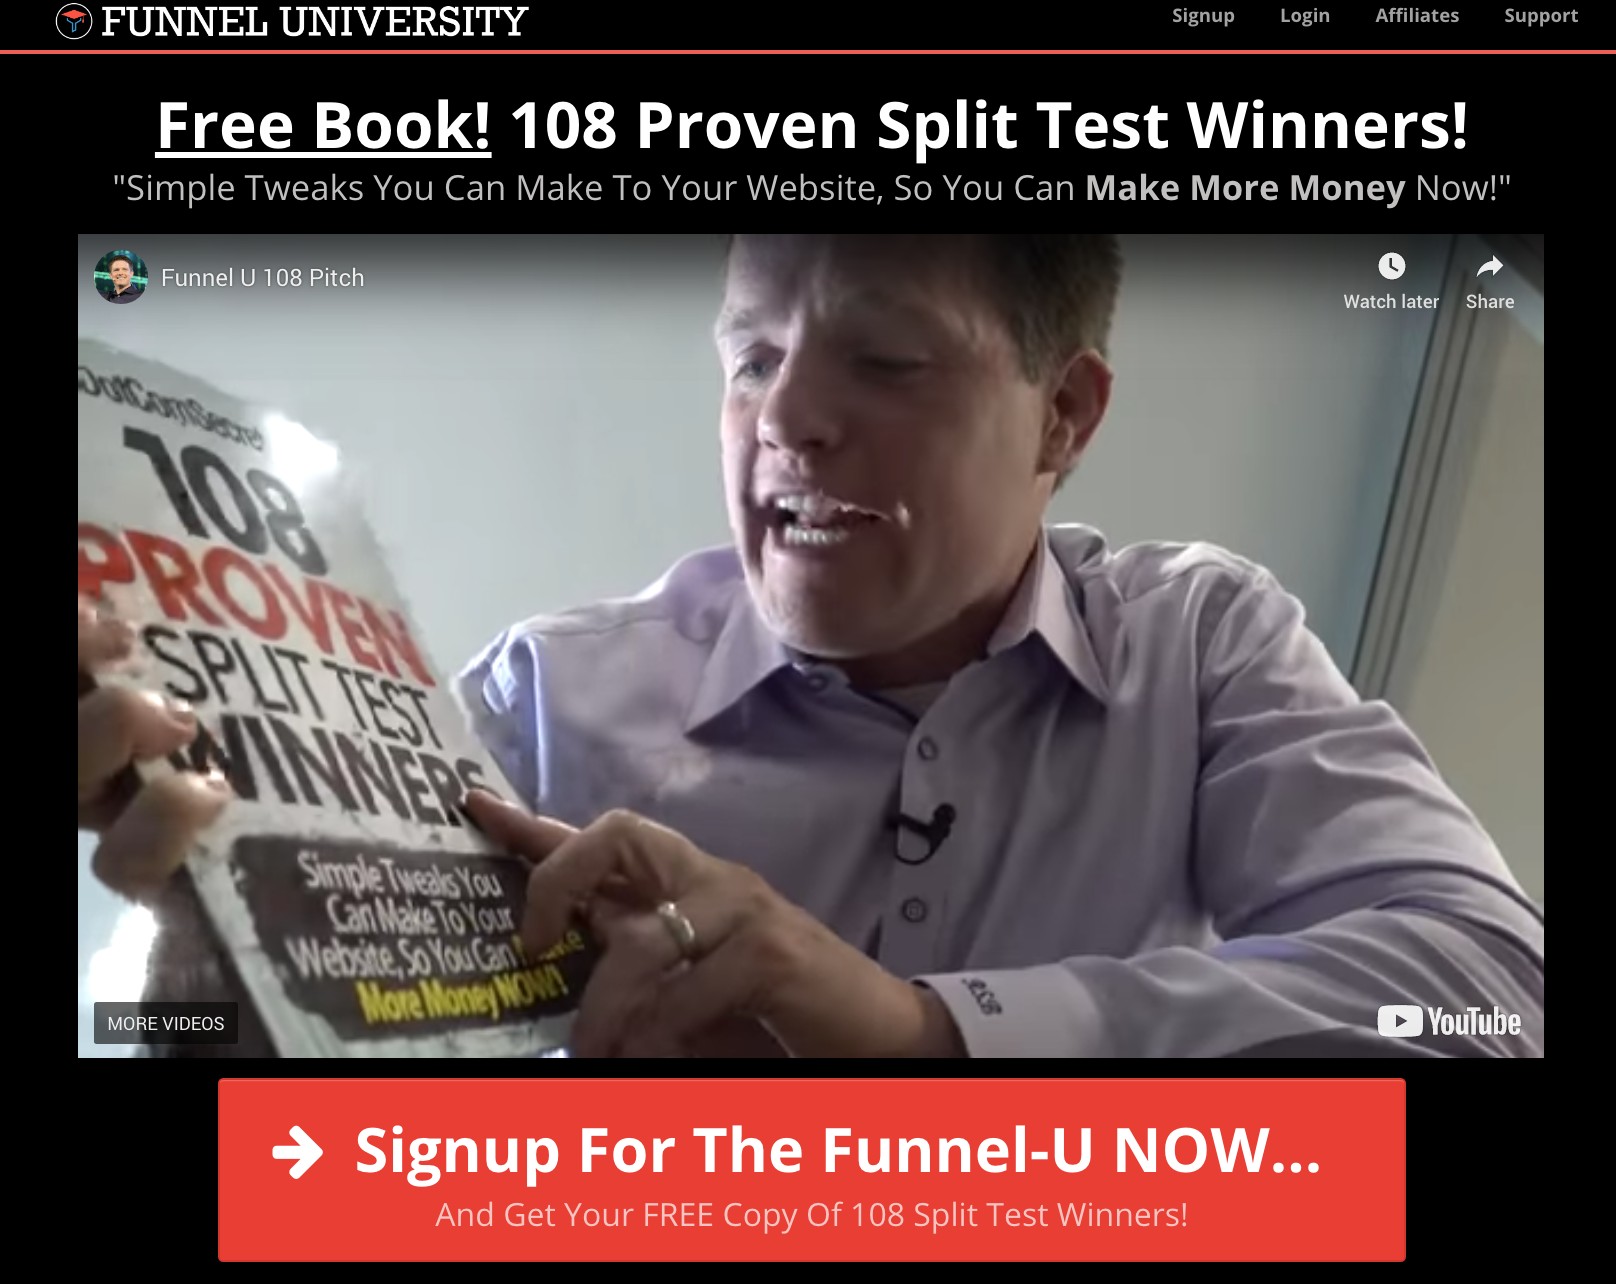 FUNNEL UNIVERSITY
Signup Login Affiliates Support
Free Book! 108 Proven Split Test Winners!
"Simple Tweaks You Can Make To Your Website, So You Can Make More Money Now!"
Funnel U 108 Pitch
Watch later Share
DotComSecret
108
PROVEN
SPLIT TEST
WINNERS
Simple Tweaks You
Can Make To Your
Website, So You Can
More Money NOW!
MORE VIDEOS
YouTube
Signup For The Funnel-U NOW...
And Get Your FREE Copy Of 108 Split Test Winners!